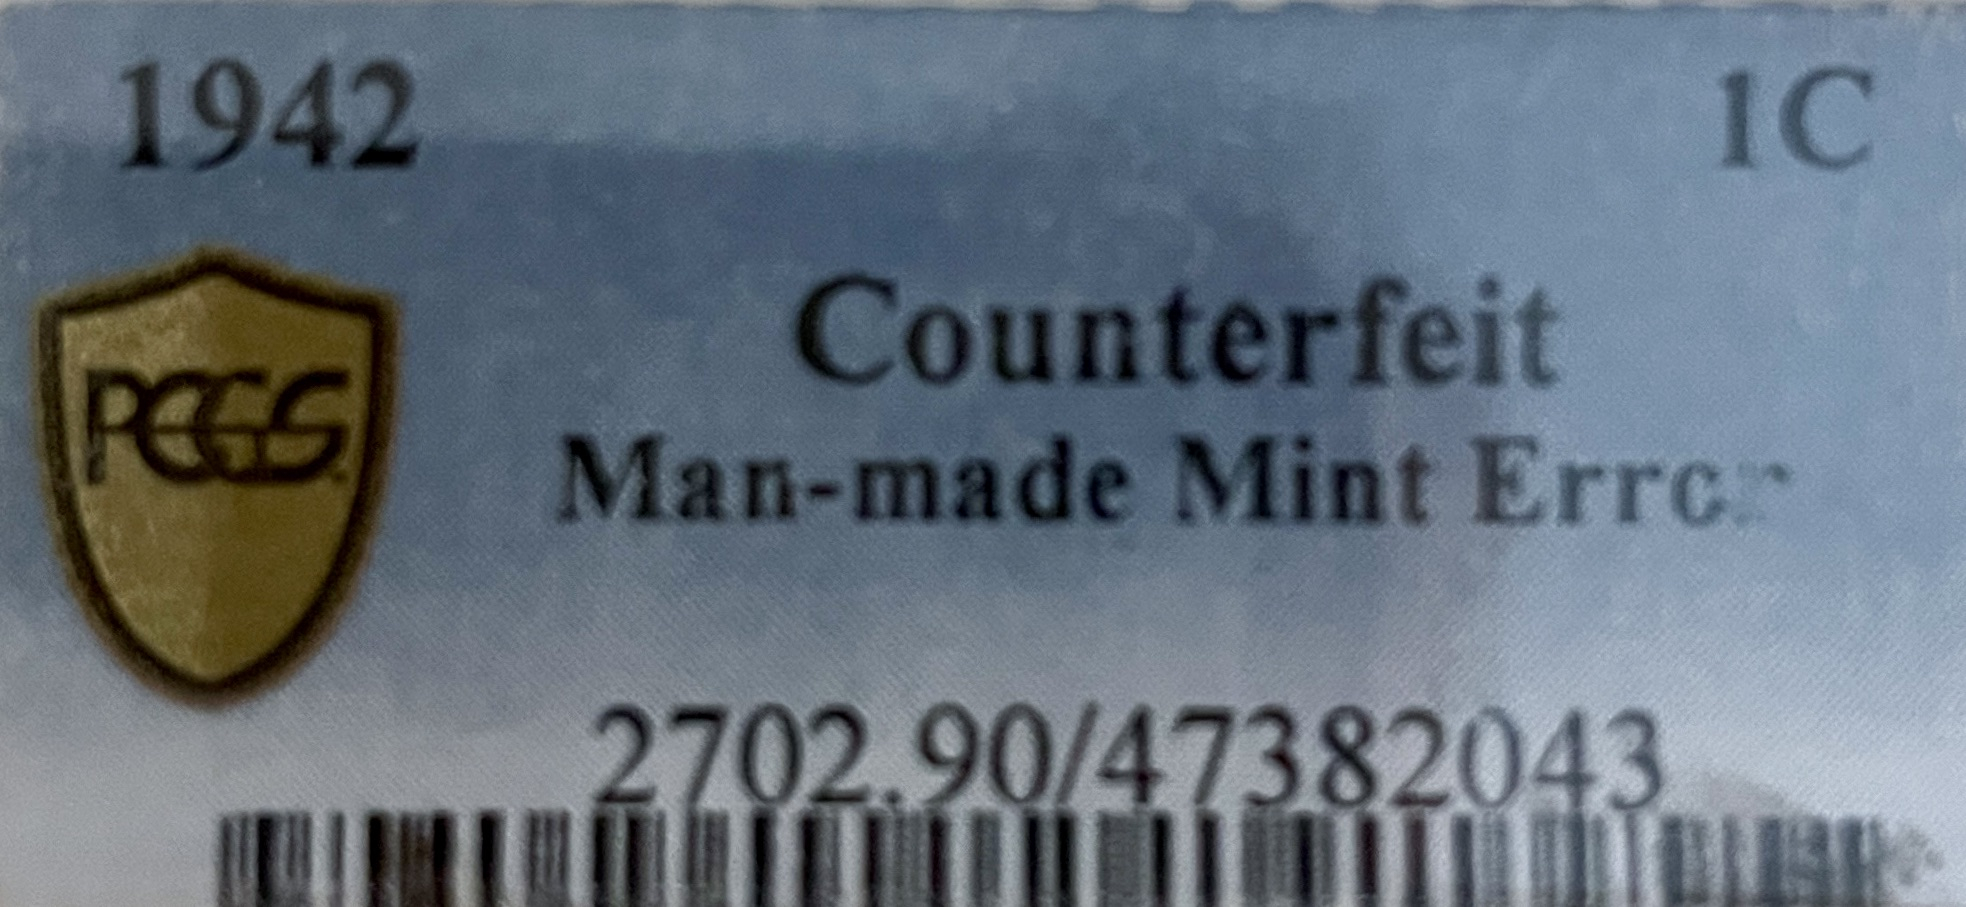 1942 1C
Counterfeit
PCGS
Man-made Mint Error
2702.90/47382043